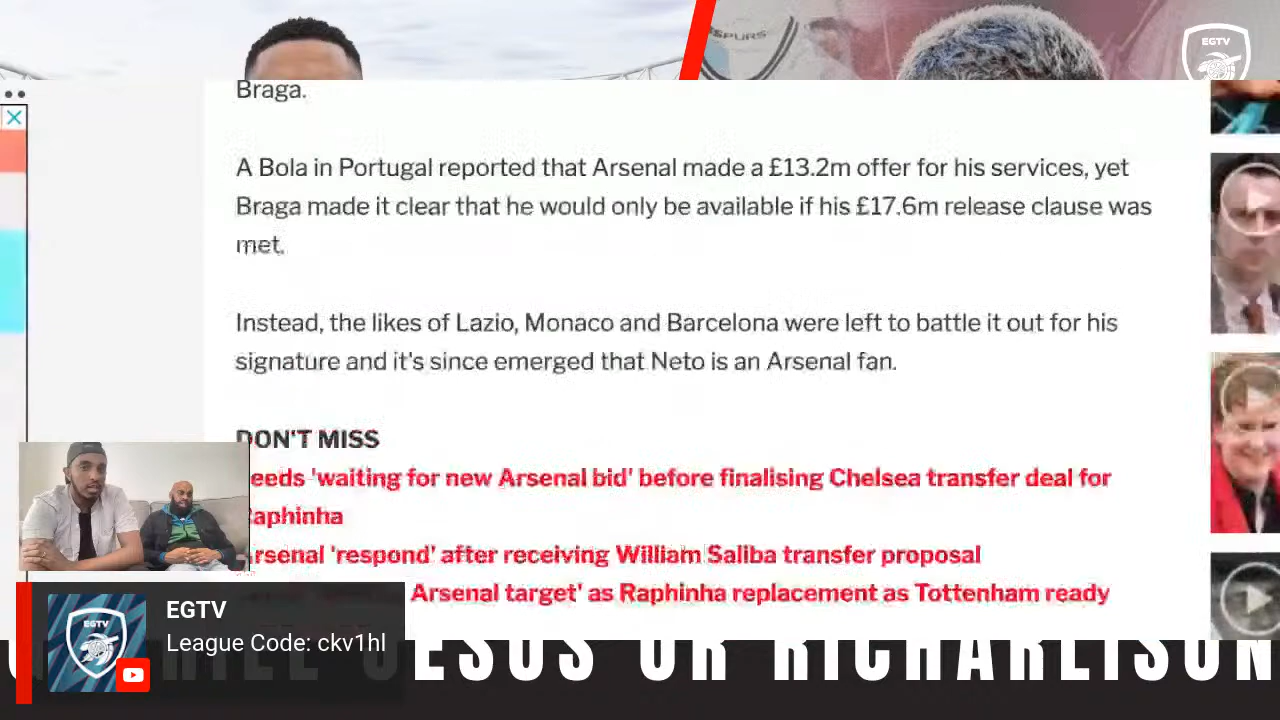 SPURS
EGTV
Braga.
A Bola in Portugal reported that Arsenal made a £13.2m offer for his services, yet
Braga made it clear that he would only be available if his £17.6m release clause was
met.
Instead, the likes of Lazio, Monaco and Barcelona were left to battle it out for his
signature and it's since emerged that Neto is an Arsenal fan.
DON'T MISS
eeds 'waiting for new Arsenal bid' before finalising Chelsea transfer deal for
aphinha
rsenal 'respond' after receiving William Saliba transfer proposal
Arsenal target' as Raphinha replacement as Tottenham ready
EGTV
EGTV
League Code: ckv1hl
JESUS OR RICHARLISON